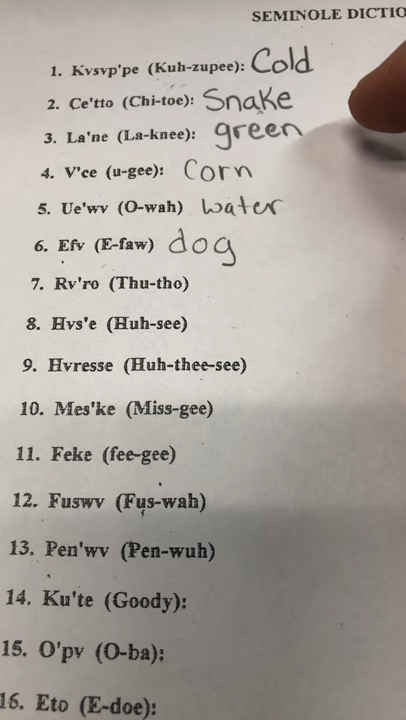 SEMINOLE DICTIO
1. Kvsvp'pe (Kuh-zupee): Cold
2. Ce'tto (Chi-toe): Snake
3. La'ne (La-knee): green
4. V'ce (u-gee): Corn
5. Ue'wv (O-wah) water
6. Efv (E-faw) dog
7. Rv'ro (Thu-tho)
8. Hvs'e (Huh-see)
9. Hvresse (Huh-thee-see)
10. Mes'ke (Miss-gee)
11. Feke (fee-gee)
12. Fuswv (Fus-wah)
13. Pen'wv (Pen-wuh)
14. Ku'te (Goody):
15. O'pv (O-ba):
16. Eto (E-doe):